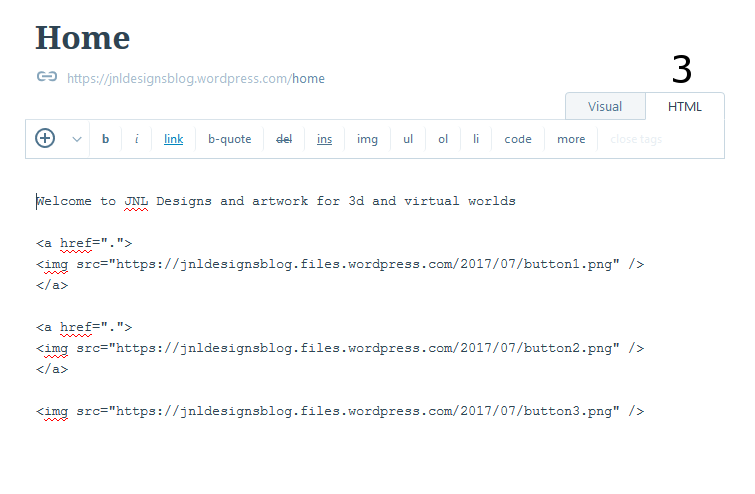 Home
https://jnldesignsblog.wordpress.com/home
3
Visual HTML
b i link b-quote del ins img ul ol li code more close tags
Welcome to JNL Designs and artwork for 3d and virtual worlds
<a href=".">
<img src="https://jnldesignsblog.files.wordpress.com/2017/07/button1.png" />
</a>
<a href=".">
<img src="https://jnldesignsblog.files.wordpress.com/2017/07/button2.png" />
</a>
<img src="https://jnldesignsblog.files.wordpress.com/2017/07/button3.png" />